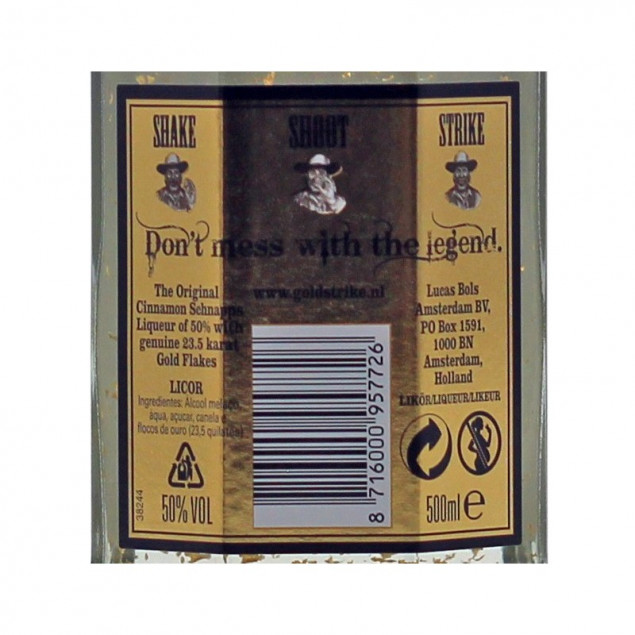 SHAKE
SHOOT
STRIKE
Don't mess with the legend.
The Original
Cinnamon Schnapps
Liqueur of 50% with
genuine 23.5 karat
Gold Flakes
LICOR
Ingredientes: Alcool melaço,
àqua, açucar, canela e
flocos de ouro (23,5 quilates)
50% VOL
38244
www.goldstrike.nl
8 716000 957726
Lucas Bols
Amsterdam BV,
PO Box 1591,
1000 BN
Amsterdam,
Holland
LIKÖR/LIQUEUR/LIKEUR
500ml e